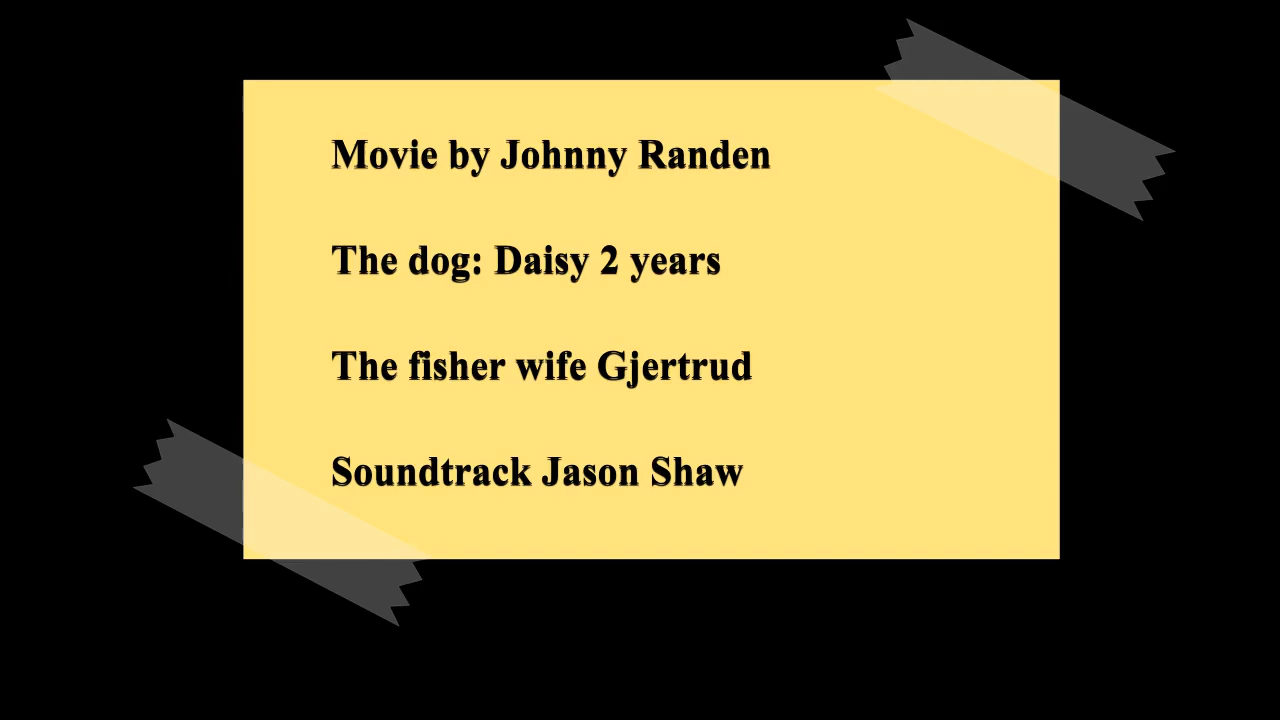 Movie by Johnny Randen
The dog: Daisy 2 years
The fisher wife Gjertrud
Soundtrack Jason Shaw